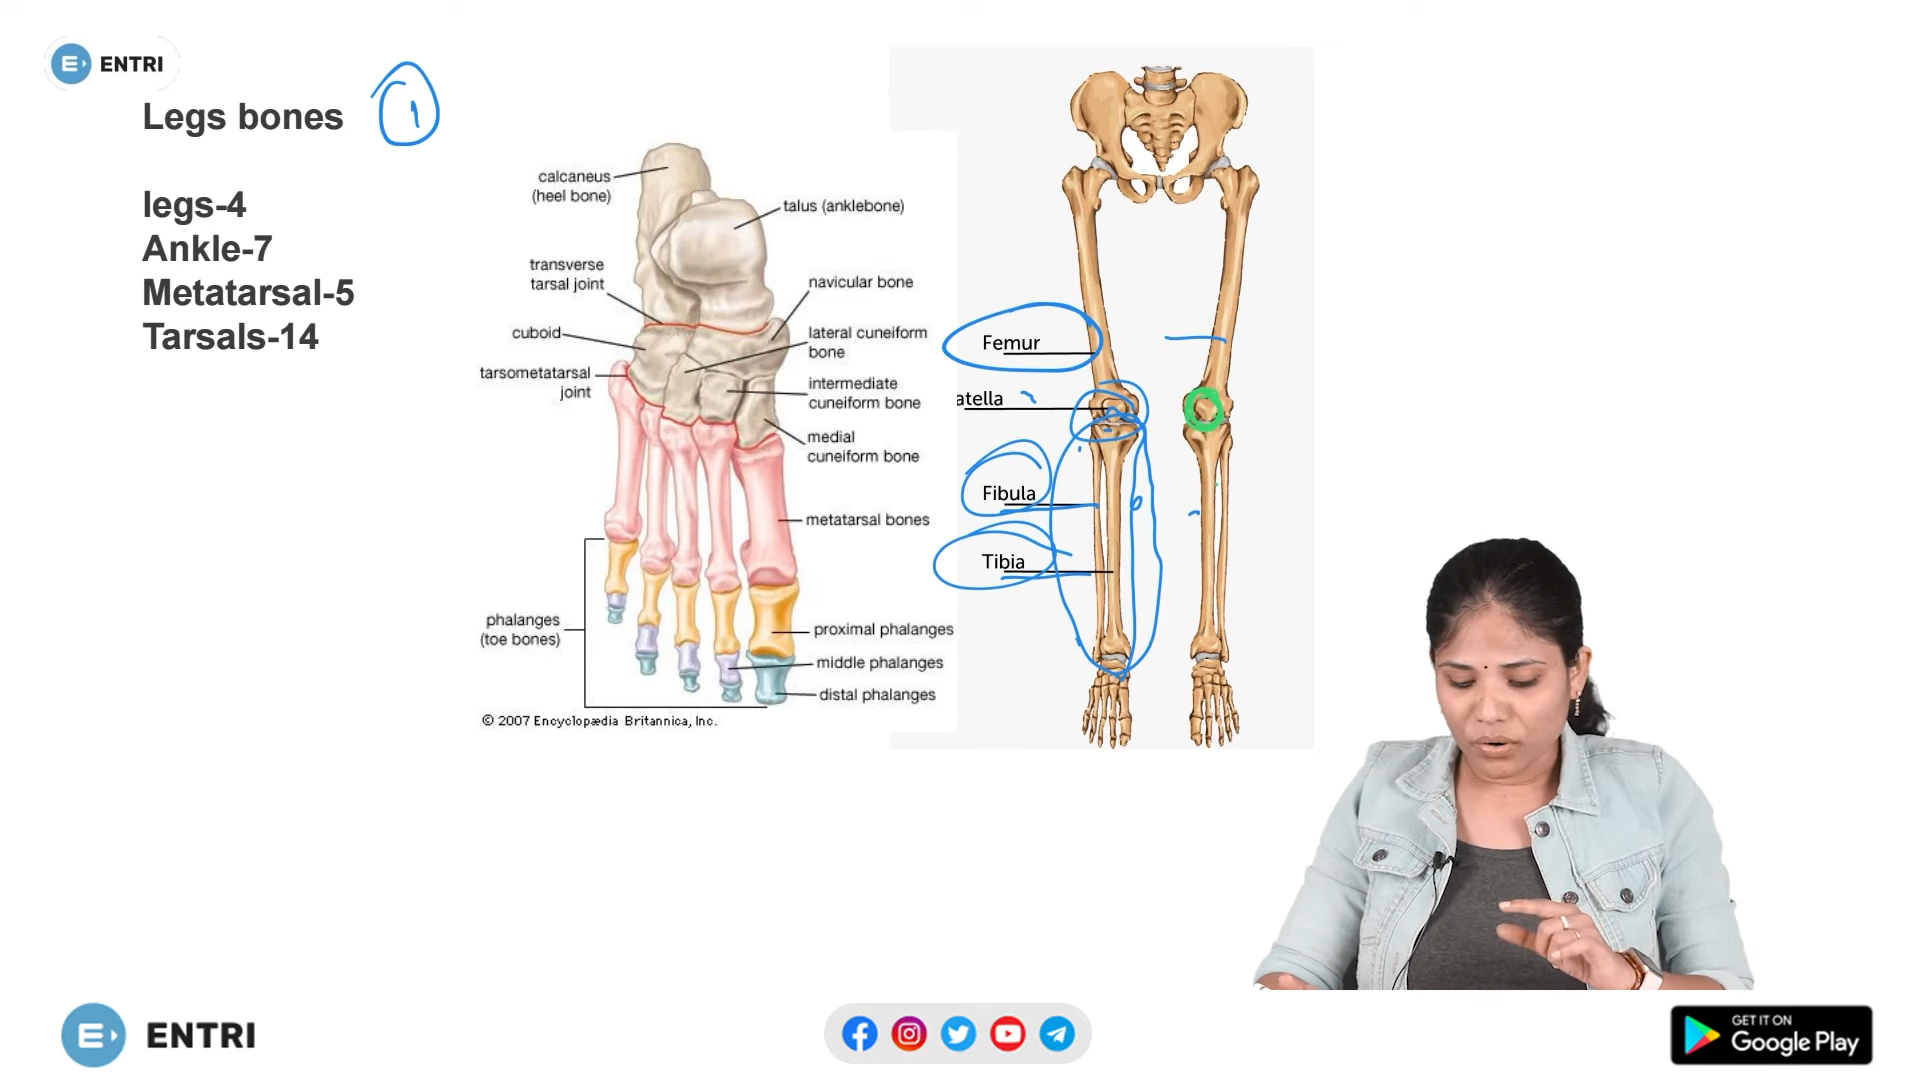 ENTRI
Legs bones
1
legs-4
Ankle-7
Metatarsal-5
Tarsals-14
calcaneus
(heel bone)
talus (anklebone)
transverse
tarsal joint
navicular bone
cuboid
lateral cuneiform
bone
tarsometatarsal
joint
intermediate
cuneiform bone
medial
cuneiform bone
metatarsal bones
phalanges
(toe bones)
proximal phalanges
middle phalanges
distal phalanges
© 2007 Encyclopædia Britannica, Inc.
Femur
atella
Fibula
Tibia
ENTRI
GET IT ON
Google Play